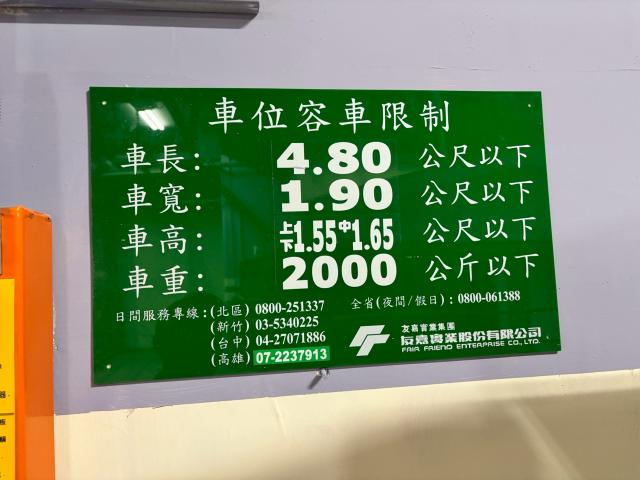 車位容車限制
車長: 4.80 公尺以下
車寬: 1.90 公尺以下
車高: 上下1.55 中1.65 公尺以下
車重: 2000 公斤以下
日間服務專線:(北區) 0800-251337 全省(夜間/假日):0800-061388
(新竹) 03-5340225
(台中) 04-27071886
(高雄) 07-2237913
友嘉實業集團
友嘉實業股份有限公司
FAIR FRIEND ENTERPRISE CO., LTD.
器
板